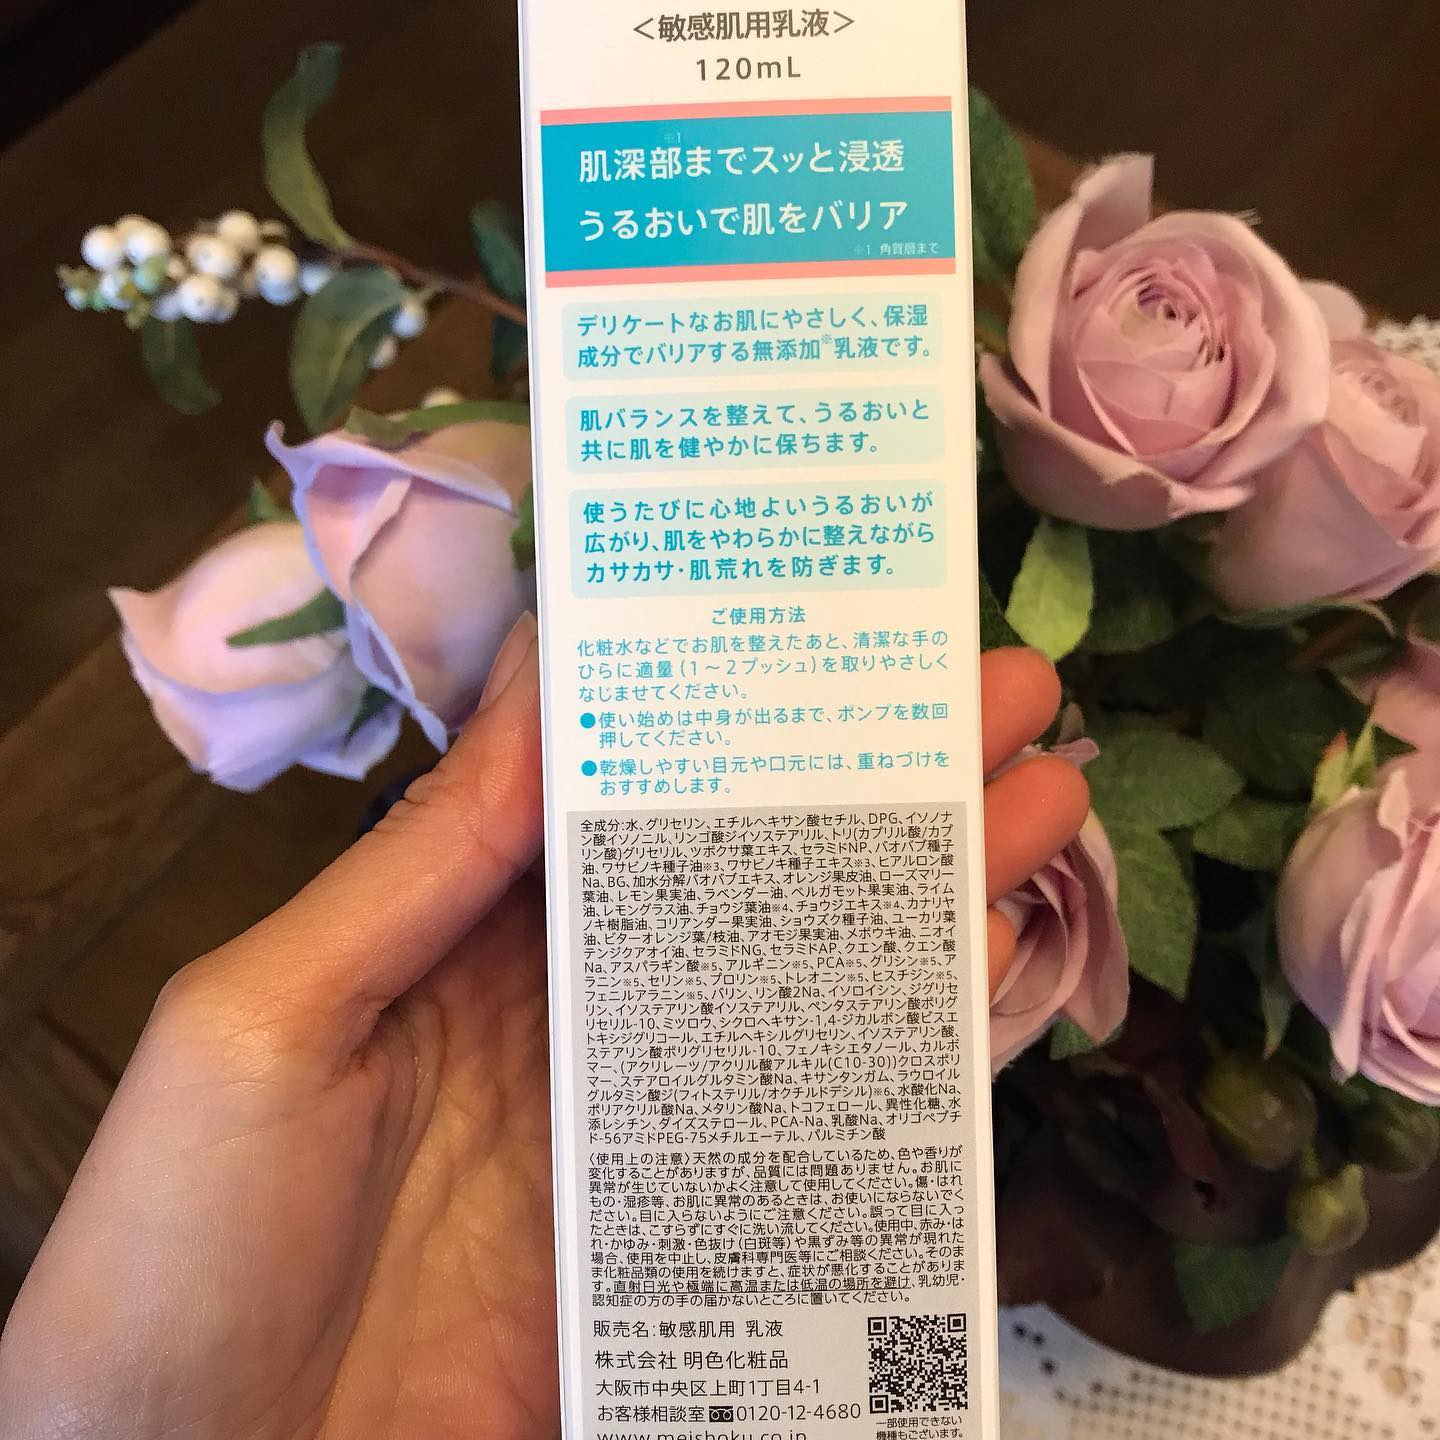 ＜敏感肌用乳液＞
120mL
※1
肌深部までスッと浸透
うるおいで肌をバリア
※1 角質層まで
デリケートなお肌にやさしく、保湿
成分でバリアする無添加※乳液です。
肌バランスを整えて、うるおいと
共に肌を健やかに保ちます。
使うたびに心地よいうるおいが
広がり、肌をやわらかに整えながら
カサカサ・肌荒れを防ぎます。
ご使用方法
化粧水などでお肌を整えたあと、清潔な手の
ひらに適量(1～2プッシュ)を取りやさしく
なじませてください。
●使い始めは中身が出るまで、ポンプを数回
押してください。
●乾燥しやすい目元や口元には、重ねづけを
おすすめします。
全成分:水、グリセリン、エチルヘキサン酸セチル、DPG、イソノナ
ン酸イソノニル、リンゴ酸ジイソステアリル、トリ(カプリル酸/カプ
リン酸)グリセリル、ツボクサ葉エキス、セラミドNP、バオバブ種子
油、ワサビノキ種子油※3、ワサビノキ種子エキス※3、ヒアルロン酸
Na、BG、加水分解バオバブエキス、オレンジ果皮油、ローズマリー
葉油、レモン果実油、ラベンダー油、ベルガモット果実油、ライム
油、レモングラス油、チョウジ葉油※4、チョウジエキス※4、カナリヤ
ノキ樹脂油、コリアンダー果実油、ショウズク種子油、ユーカリ葉
油、ビターオレンジ葉/枝油、アオモジ果実油、メボウキ油、ニオイ
テンジクアオイ油、セラミドNG、セラミドAP、クエン酸、クエン酸
Na、アスパラギン酸※5、アルギニン※5、PCA※5、グリシン※5、ア
ラニン※5、セリン※5、プロリン※5、トレオニン※5、ヒスチジン※5、
フェニルアラニン※5、バリン、リン酸2Na、イソロイシン、ジグリセ
リン、イソステアリン酸イソステアリル、ペンタステアリン酸ポリグ
リセリル-10、ミツロウ、シクロヘキサン-1,4-ジカルボン酸ビスエ
トキシジグリコール、エチルヘキシルグリセリン、イソステアリン酸、
ステアリン酸ポリグリセリル-10、フェノキシエタノール、カルボ
マー、(アクリレーツ/アクリル酸アルキル(C10-30))クロスポリ
マー、ステアロイルグルタミン酸Na、キサンタンガム、ラウロイル
グルタミン酸ジ(フィトステリル/オクチルドデシル)※6、水酸化Na、
ポリアクリル酸Na、メタリン酸Na、トコフェロール、異性化糖、水
添レシチン、ダイズステロール、PCA-Na、乳酸Na、オリゴペプチ
ド-56アミドPEG-75メチルエーテル、パルミチン酸
〈使用上の注意〉天然の成分を配合しているため、色や香りが
変化することがありますが、品質には問題ありません。お肌に
異常が生じていないかよく注意して使用してください。傷・はれ
もの・湿疹等、お肌に異常のあるときは、お使いにならないでく
ださい。目に入らないようにご注意ください。誤って目に入っ
たときは、こすらずにすぐに洗い流してください。使用中、赤み・は
れ・かゆみ・刺激・色抜け(白斑等)や黒ずみ等の異常が現れた
場合、使用を中止し、皮膚科専門医等にご相談ください。そのま
ま化粧品類の使用を続けますと、症状が悪化することがありま
す。直射日光や極端に高温または低温の場所を避け、乳幼児・
認知症の方の手の届かないところに置いてください。
販売名:敏感肌用 乳液
株式会社 明色化粧品
大阪市中央区上町1丁目4-1
お客様相談室 0120-12-4680
www.meishoku.co.jp
一部使用できない
機種もございます。